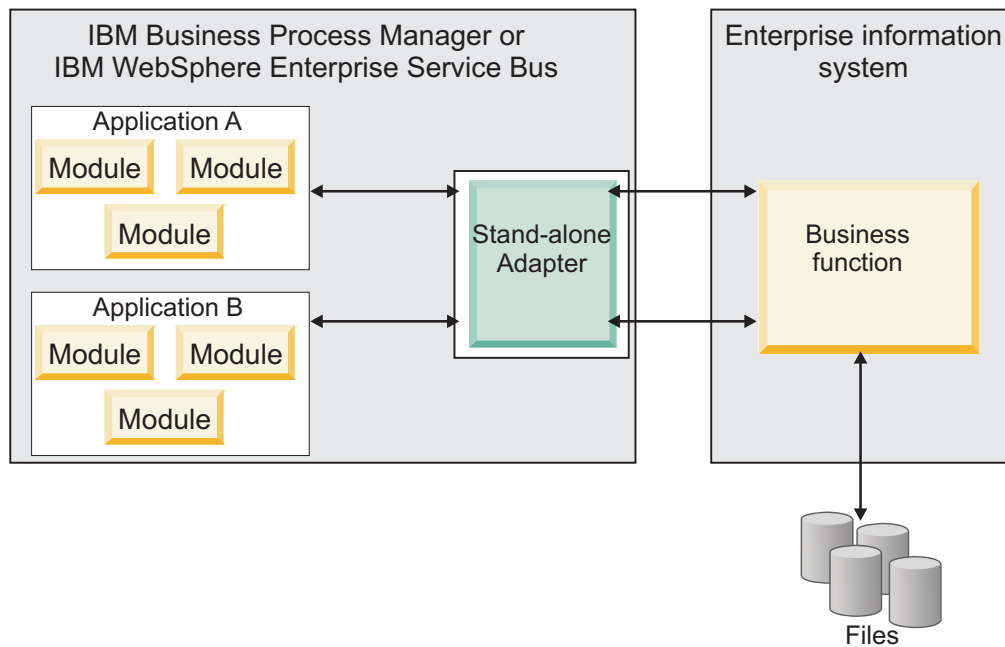 IBM Business Process Manager or
IBM WebSphere Enterprise Service Bus
Application A
Module
Module
Module
Application B
Module
Module
Module
Stand-alone
Adapter
Enterprise information
system
Business
function
Files